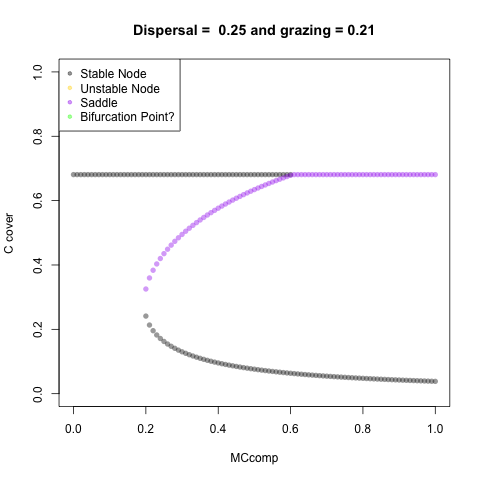 Dispersal =  0.25 and grazing = 0.21
Stable Node
Unstable Node
Saddle
Bifurcation Point?
C cover
1.0
0.8
0.6
0.4
0.2
0.0
0.0 0.2 0.4 0.6 0.8 1.0
MCcomp